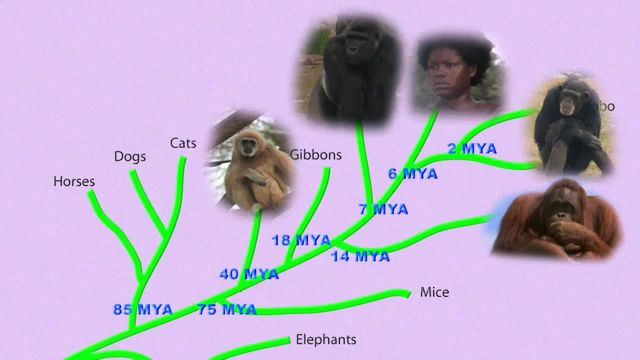 bo
2 MYA
Cats
Dogs
Gibbons
Horses
6 MYA
7 MYA
18 MYA
14 MYA
40 MYA
85 MYA
75 MYA
Mice
Elephants